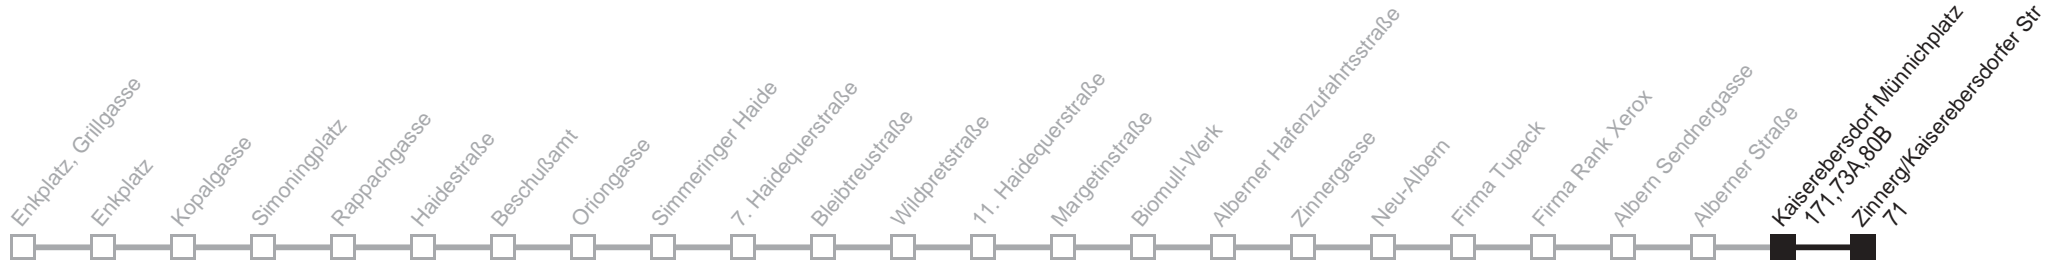 Enkplatz, Grillgasse
Enkplatz
Kopalgasse
Simoningplatz
Rappachgasse
Haidestraße
Beschußamt
Oriongasse
Simmeringer Haide
7. Haidequerstraße
Bleibtreustraße
Wildpretstraße
11. Haidequerstraße
Margetinstraße
Biomull-Werk
Alberner Hafenzufahrtsstraße
Zinnergasse
Neu-Albern
Firma Tupack
Firma Rank Xerox
Albern Sendnergasse
Alberner Straße
Kaiserebersdorf Münnichplatz
171,73A,80B
Zinnerg/Kaiserebersdorfer Str
71